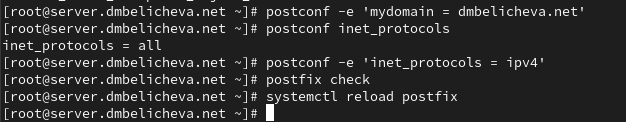 [root@server.dmbelicheva.net ~]# postconf -e 'mydomain = dmbelicheva.net'
[root@server.dmbelicheva.net ~]# postconf inet_protocols
inet_protocols = all
[root@server.dmbelicheva.net ~]# postconf -e 'inet_protocols = ipv4'
[root@server.dmbelicheva.net ~]# postfix check
[root@server.dmbelicheva.net ~]# systemctl reload postfix
[root@server.dmbelicheva.net ~]#